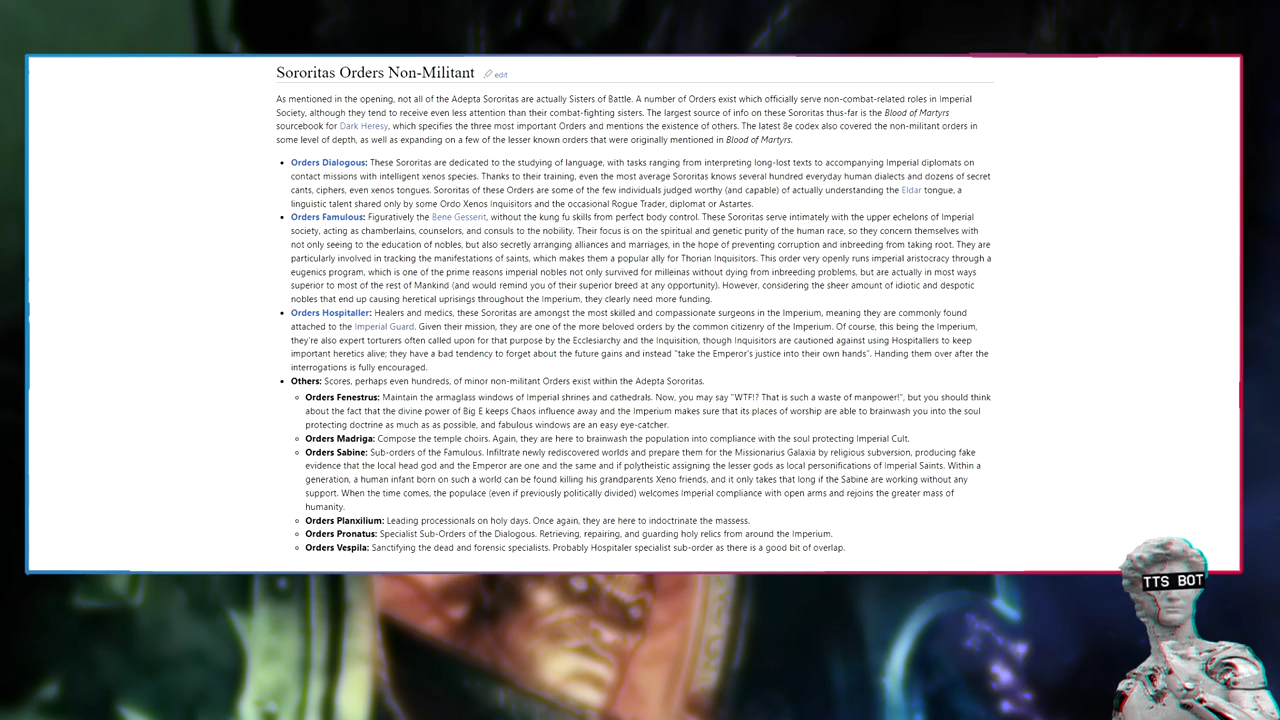 Sororitas Orders Non-Militant edit
As mentioned in the opening, not all of the Adepta Sororitas are actually Sisters of Battle. A number of Orders exist which officially serve non-combat-related roles in Imperial
Society, although they tend to receive even less attention than their combat-fighting sisters. The largest source of info on these Sororitas thus-far is the Blood of Martyrs
sourcebook for Dark Heresy, which specifies the three most important Orders and mentions the existence of others. The latest 8e codex also covered the non-militant orders in
some level of depth, as well as expanding on a few of the lesser known orders that were originally mentioned in Blood of Martyrs.
• Orders Dialogous: These Sororitas are dedicated to the studying of language, with tasks ranging from interpreting long-lost texts to accompanying Imperial diplomats on
contact missions with intelligent xenos species. Thanks to their training, even the most average Sororitas knows several hundred everyday human dialects and dozens of secret
cants, ciphers, even xenos tongues. Sororitas of these Orders are some of the few individuals judged worthy (and capable) of actually understanding the Eldar tongue, a
linguistic talent shared only by some Ordo Xenos Inquisitors and the occasional Rogue Trader, diplomat or Astartes.
• Orders Famulous: Figuratively the Bene Gesserit, without the kung fu skills from perfect body control. These Sororitas serve intimately with the upper echelons of Imperial
society, acting as chamberlains, counselors, and consuls to the nobility. Their focus is on the spiritual and genetic purity of the human race, so they concern themselves with
not only seeing to the education of nobles, but also secretly arranging alliances and marriages, in the hope of preventing corruption and inbreeding from taking root. They are
particularly involved in tracking the manifestations of saints, which makes them a popular ally for Thorian Inquisitors. This order very openly runs imperial aristocracy through a
eugenics program, which is one of the prime reasons imperial nobles not only survived for milleinas without dying from inbreeding problems, but are actually in most ways
superior to most of the rest of Mankind (and would remind you of their superior breed at any opportunity). However, considering the sheer amount of idiotic and despotic
nobles that end up causing heretical uprisings throughout the Imperium, they clearly need more funding.
• Orders Hospitaller: Healers and medics, these Sororitas are amongst the most skilled and compassionate surgeons in the Imperium, meaning they are commonly found
attached to the Imperial Guard. Given their mission, they are one of the more beloved orders by the common citizenry of the Imperium. Of course, this being the Imperium,
they're also expert torturers often called upon for that purpose by the Ecclesiarchy and the Inquisition, though Inquisitors are cautioned against using Hospitallers to keep
important heretics alive; they have a bad tendency to forget about the future gains and instead "take the Emperor's justice into their own hands". Handing them over after the
interrogations is fully encouraged.
• Others: Scores, perhaps even hundreds, of minor non-militant Orders exist within the Adepta Sororitas.
◦ Orders Fenestrus: Maintain the armaglass windows of Imperial shrines and cathedrals. Now, you may say "WTF!? That is such a waste of manpower!", but you should think
about the fact that the divine power of Big E keeps Chaos influence away and the Imperium makes sure that its places of worship are able to brainwash you into the soul
protecting doctrine as much as as possible, and fabulous windows are an easy eye-catcher.
◦ Orders Madriga: Compose the temple choirs. Again, they are here to brainwash the population into compliance with the soul protecting Imperial Cult.
◦ Orders Sabine: Sub-orders of the Famulous. Infiltrate newly rediscovered worlds and prepare them for the Missionarius Galaxia by religious subversion, producing fake
evidence that the local head god and the Emperor are one and the same and if polytheistic assigning the lesser gods as local personifications of Imperial Saints. Within a
generation, a human infant born on such a world can be found killing his grandparents Xeno friends, and it only takes that long if the Sabine are working without any
support. When the time comes, the populace (even if previously politically divided) welcomes Imperial compliance with open arms and rejoins the greater mass of
humanity.
◦ Orders Planxilium: Leading processionals on holy days. Once again, they are here to indoctrinate the massess.
◦ Orders Pronatus: Specialist Sub-Orders of the Dialogous. Retrieving, repairing, and guarding holy relics from around the Imperium.
◦ Orders Vespila: Sanctifying the dead and forensic specialists. Probably Hospitaler specialist sub-order as there is a good bit of overlap.
TTS BOT